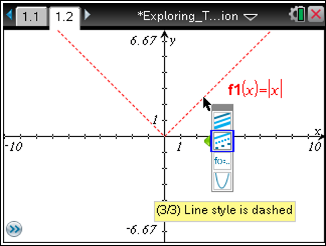 1.1 1.2 *Exploring_T...ion
6.67 y
f1(x)=|x|
x
-10 1 10
fo:..
(3/3) Line style is dashed
-6.67